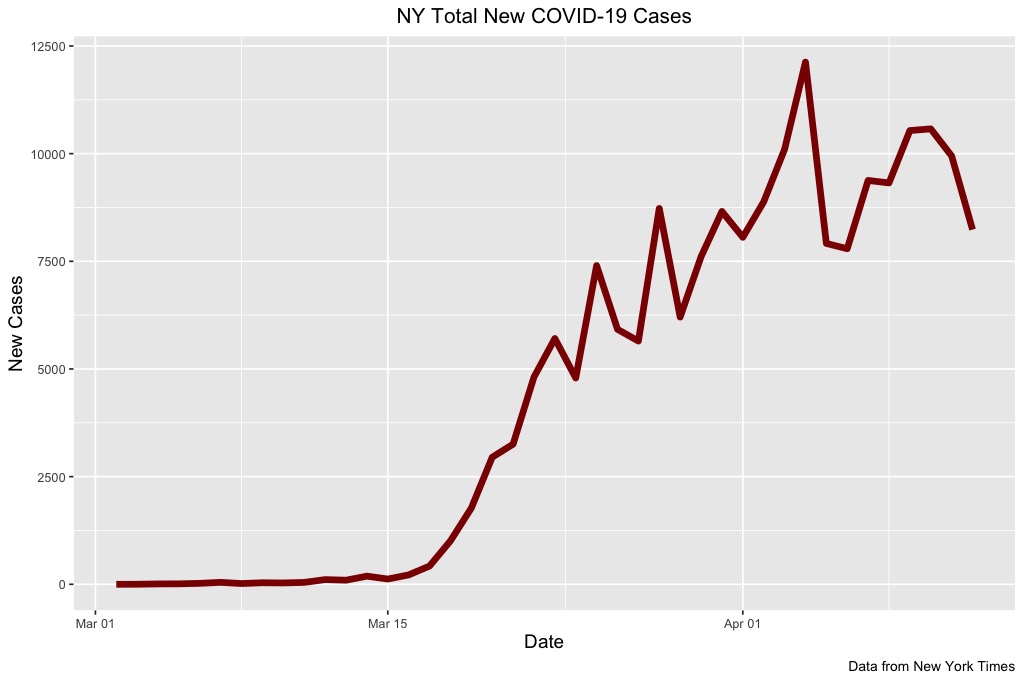 NY Total New COVID-19 Cases
New Cases
12500
10000
7500
5000
2500
0
Mar 01
Mar 15
Apr 01
Date
Data from New York Times